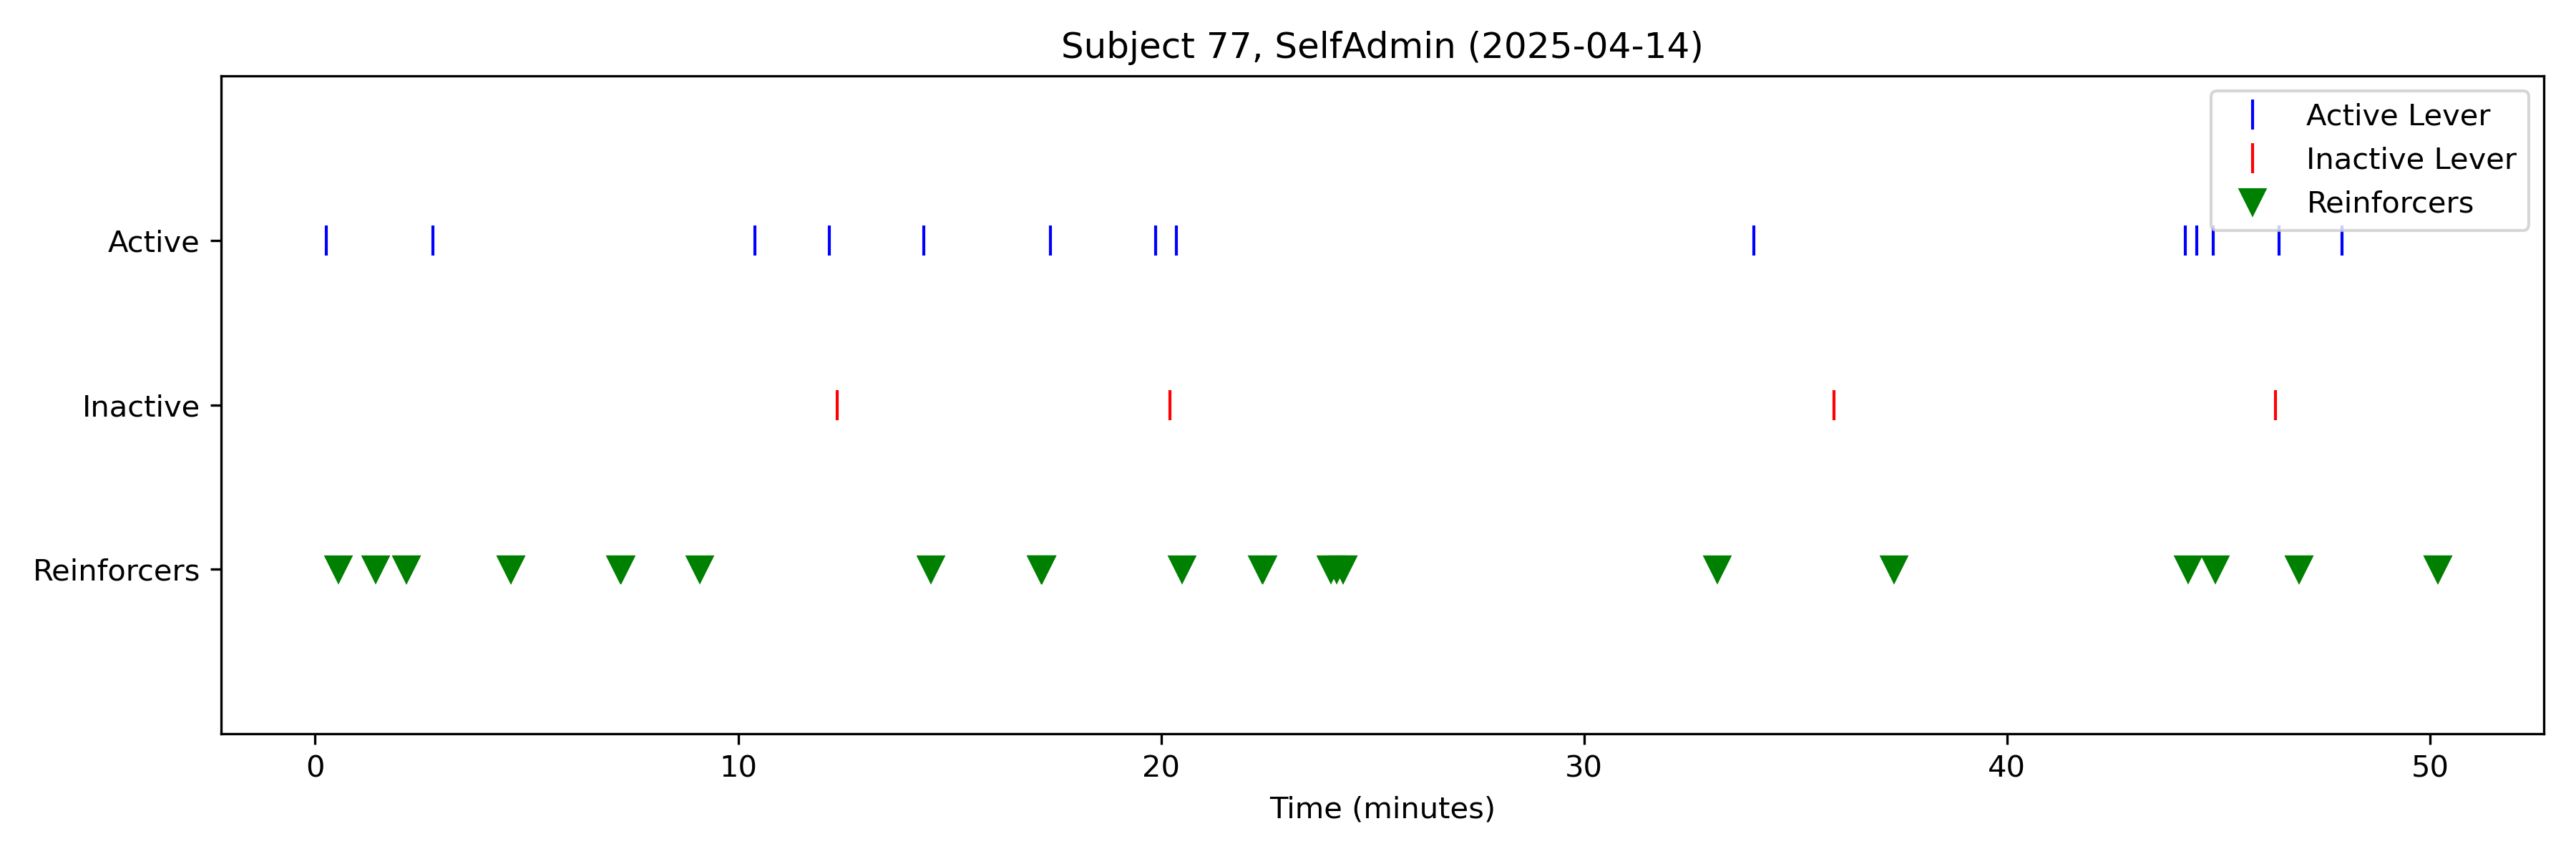 Subject 77, SelfAdmin (2025-04-14)
Active Lever
Inactive Lever
Reinforcers
Active
Inactive
Reinforcers
0 10 20 30 40 50
Time (minutes)